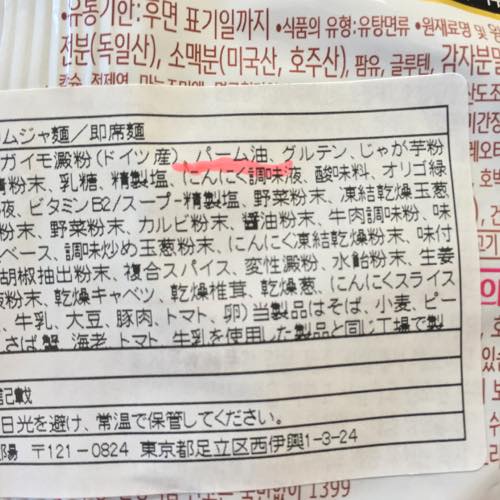 •유통기한:후면 표기일까지 •식품의 유형:유탕면류 •원재료명 및
전분(독일산), 소맥분(미국산, 호주산), 팜유, 글루텐, 감자분말
ムジャ麺／即席麺
ガイモ澱粉(ドイツ産)、パーム油、グルテン、じゃが芋粉
粉末、乳糖、精製塩、にんにく調味液、酸味料、オリゴ緑
液、ビタミンB2/スープ-精製塩、野菜粉末、凍結乾燥玉葱
粉末、野菜粉末、カルビ粉末、醤油粉末、牛肉調味粉、味
ベース、調味炒め玉葱粉末、にんにく凍結乾燥粉末、味付
胡椒抽出粉末、複合スパイス、変性澱粉、水飴粉末、生姜
粉末、乾燥キャベツ、乾燥椎茸、乾燥葱、にんにくスライス
、牛乳、大豆、豚肉、トマト、卵)当製品はそば、小麦、ピー
さば 蟹 海老 トマト 牛乳を使用した製品と同じ工場で製
記載
日光を避け、常温で保管してください。
〒121-0824 東京都足立区西伊興1-3-24
국번없이 1399